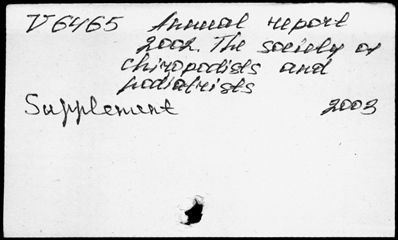 V6465 Annual report
2002. The society of
chiropodists and
podiatrists
Supplement 2003